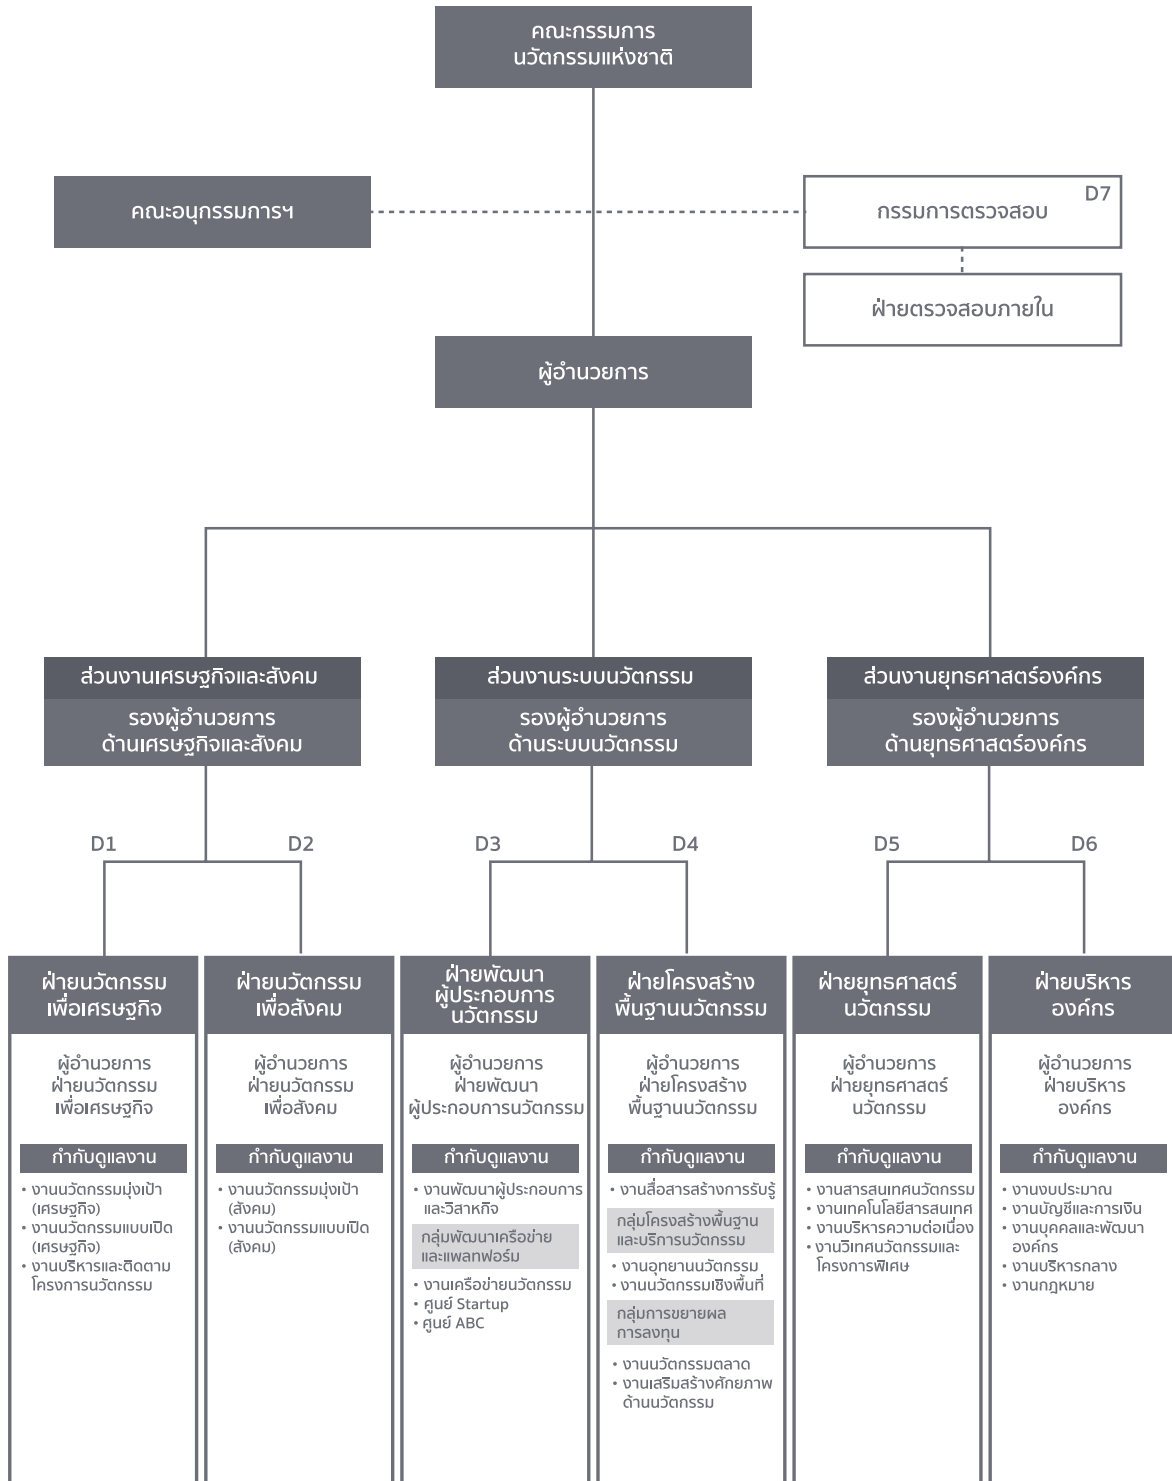 คณะกรรมการ
นวัตกรรมแห่งชาติ
คณะอนุกรรมการฯ
D7
กรรมการตรวจสอบ
ฝ่ายตรวจสอบภายใน
ผู้อำนวยการ
ส่วนงานเศรษฐกิจและสังคม
รองผู้อำนวยการ
ด้านเศรษฐกิจและสังคม
ส่วนงานระบบนวัตกรรม
รองผู้อำนวยการ
ด้านระบบนวัตกรรม
ส่วนงานยุทธศาสตร์องค์กร
รองผู้อำนวยการ
ด้านยุทธศาสตร์องค์กร
D1
D2
D3
D4
D5
D6
ฝ่ายนวัตกรรม
เพื่อเศรษฐกิจ
ผู้อำนวยการ
ฝ่ายนวัตกรรม
เพื่อเศรษฐกิจ
กำกับดูแลงาน
• งานนวัตกรรมมุ่งเป้า
(เศรษฐกิจ)
• งานนวัตกรรมแบบเปิด
(เศรษฐกิจ)
• งานบริหารและติดตาม
โครงการนวัตกรรม
ฝ่ายนวัตกรรม
เพื่อสังคม
ผู้อำนวยการ
ฝ่ายนวัตกรรม
เพื่อสังคม
กำกับดูแลงาน
• งานนวัตกรรมมุ่งเป้า
(สังคม)
• งานนวัตกรรมแบบเปิด
(สังคม)
ฝ่ายพัฒนา
ผู้ประกอบการ
นวัตกรรม
ผู้อำนวยการ
ฝ่ายพัฒนา
ผู้ประกอบการนวัตกรรม
กำกับดูแลงาน
• งานพัฒนาผู้ประกอบการ
และวิสาหกิจ
กลุ่มพัฒนาเครือข่าย
และแพลทฟอร์ม
• งานเครือข่ายนวัตกรรม
• ศูนย์ Startup
• ศูนย์ ABC
ฝ่ายโครงสร้าง
พื้นฐานนวัตกรรม
ผู้อำนวยการ
ฝ่ายโครงสร้าง
พื้นฐานนวัตกรรม
กำกับดูแลงาน
• งานสื่อสารสร้างการรับรู้
กลุ่มโครงสร้างพื้นฐาน
และบริการนวัตกรรม
• งานอุทยานนวัตกรรม
• งานนวัตกรรมเชิงพื้นที่
กลุ่มการขยายผล
การลงทุน
• งานนวัตกรรมตลาด
• งานเสริมสร้างศักยภาพ
ด้านนวัตกรรม
ฝ่ายยุทธศาสตร์
นวัตกรรม
ผู้อำนวยการ
ฝ่ายยุทธศาสตร์
นวัตกรรม
กำกับดูแลงาน
• งานสารสนเทศนวัตกรรม
• งานเทคโนโลยีสารสนเทศ
• งานบริหารความต่อเนื่อง
• งานวิเทศนวัตกรรมและ
โครงการพิเศษ
ฝ่ายบริหาร
องค์กร
ผู้อำนวยการ
ฝ่ายบริหาร
องค์กร
กำกับดูแลงาน
• งานงบประมาณ
• งานบัญชีและการเงิน
• งานบุคคลและพัฒนา
องค์กร
• งานบริหารกลาง
• งานกฎหมาย